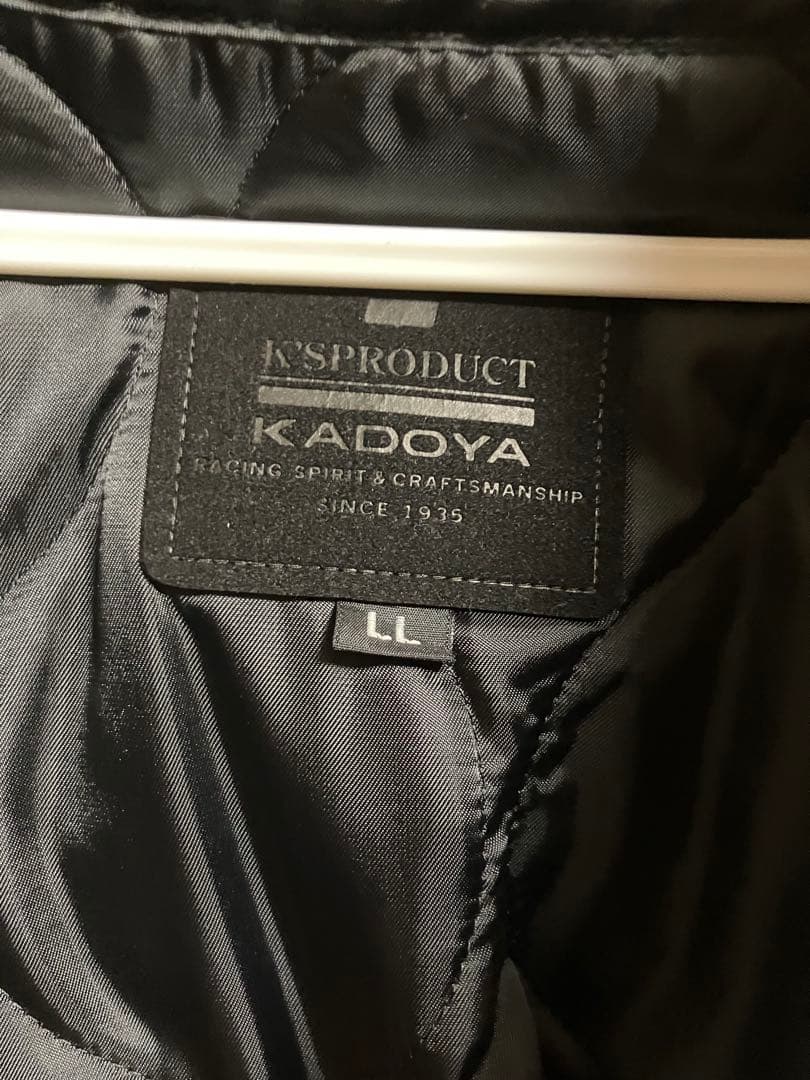 K'SPRODUCT
KADOYA
RACING SPIRIT & CRAFTSMANSHIP
SINCE 1935
LL